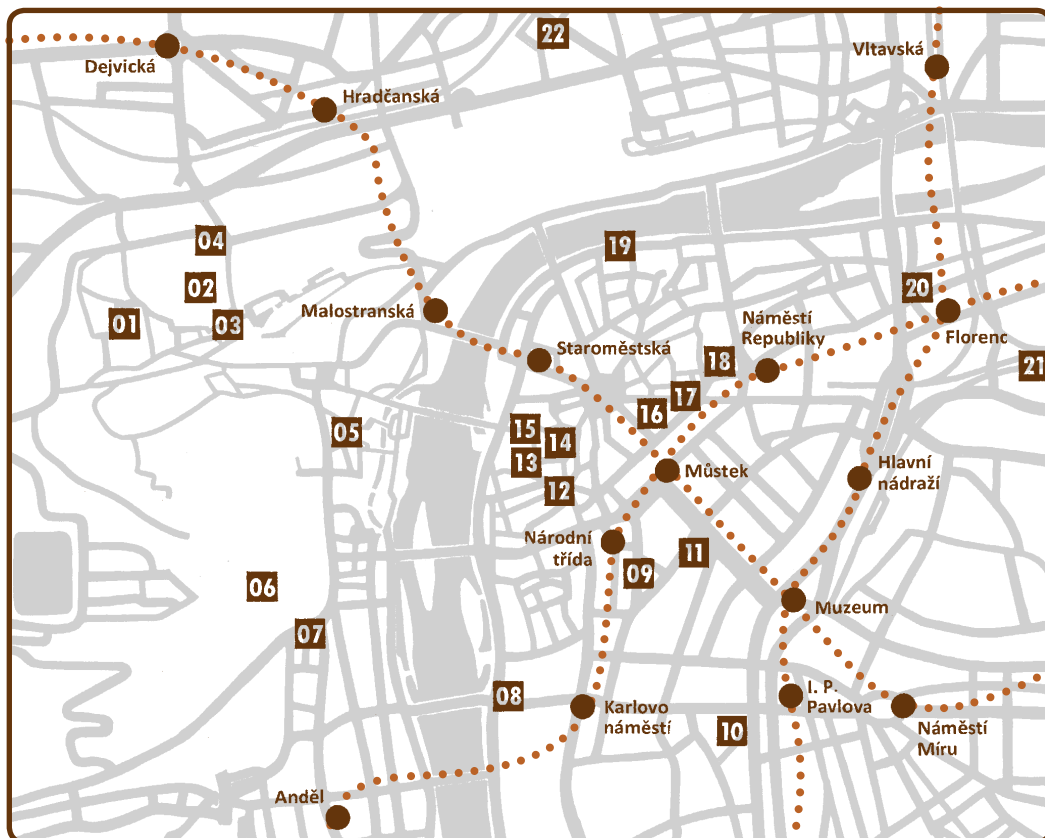 22
Vltavská
Dejvická
Hradčanská
04
19
02
20
01
03
Malostranská
Náměstí
Republiky
Florenc
Staroměstská
18
21
17
16
05
15
14
13
Můstek
Hlavní
nádraží
12
Národní
třída
11
09
06
Muzeum
07
08
I. P.
Pavlova
Karlovo
náměstí
10
Náměstí
Míru
Anděl